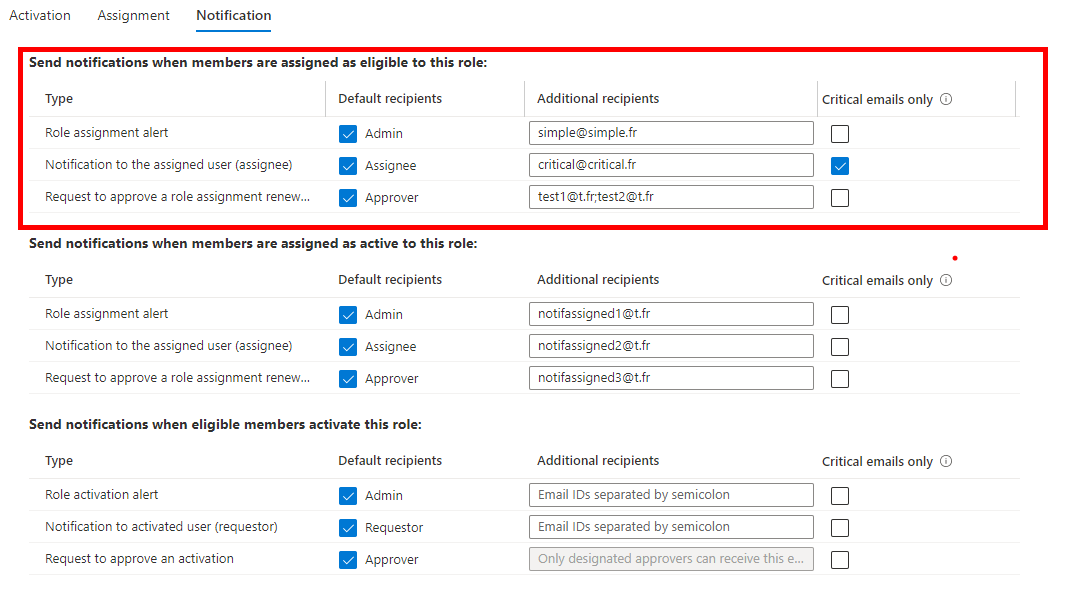 Activation Assignment Notification
Send notifications when members are assigned as eligible to this role:
Type Default recipients Additional recipients Critical emails only
Role assignment alert Admin simple@simple.fr
Notification to the assigned user (assignee) Assignee critical@critical.fr
Request to approve a role assignment renew... Approver test1@t.fr;test2@t.fr
Send notifications when members are assigned as active to this role:
Type Default recipients Additional recipients Critical emails only
Role assignment alert Admin notifassigned1@t.fr
Notification to the assigned user (assignee) Assignee notifassigned2@t.fr
Request to approve a role assignment renew... Approver notifassigned3@t.fr
Send notifications when eligible members activate this role:
Type Default recipients Additional recipients Critical emails only
Role activation alert Admin Email IDs separated by semicolon
Notification to activated user (requestor) Requestor Email IDs separated by semicolon
Request to approve an activation Approver Only designated approvers can receive this e...